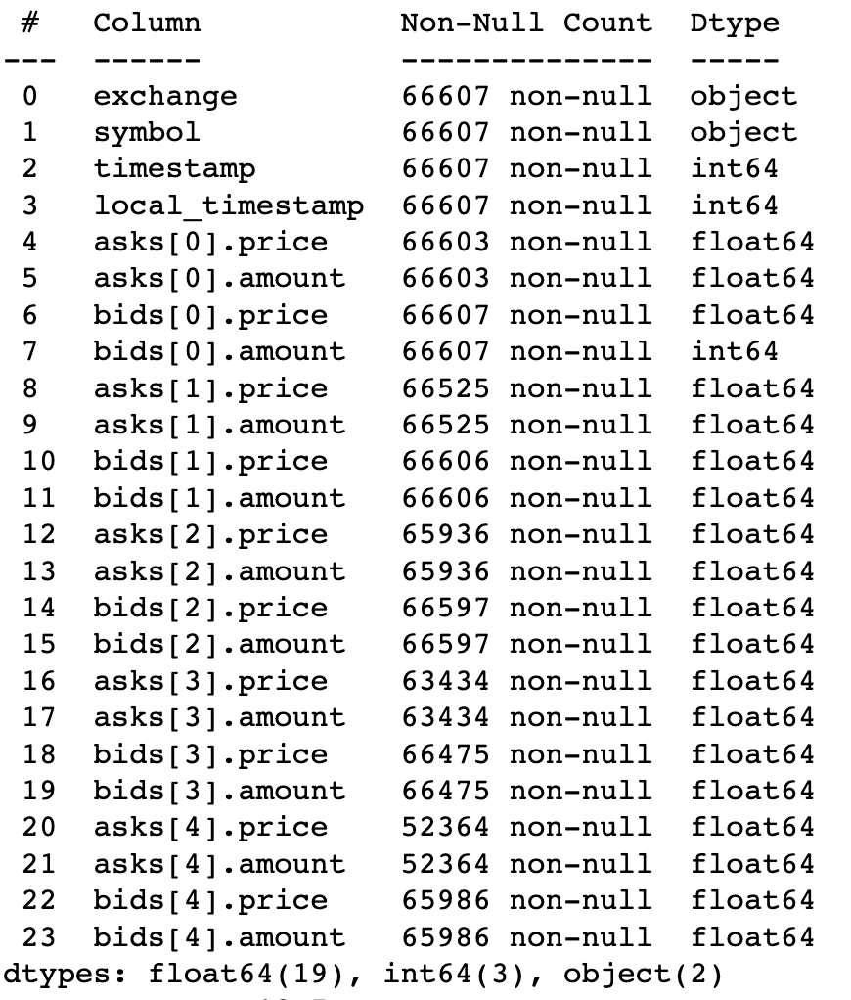 #   Column           Non-Null Count  Dtype
---  ------           --------------  -----
0   exchange         66607 non-null  object
1   symbol           66607 non-null  object
2   timestamp        66607 non-null  int64
3   local_timestamp  66607 non-null  int64
4   asks[0].price    66603 non-null  float64
5   asks[0].amount   66603 non-null  float64
6   bids[0].price    66607 non-null  float64
7   bids[0].amount   66607 non-null  int64
8   asks[1].price    66525 non-null  float64
9   asks[1].amount   66525 non-null  float64
10  bids[1].price    66606 non-null  float64
11  bids[1].amount   66606 non-null  float64
12  asks[2].price    65936 non-null  float64
13  asks[2].amount   65936 non-null  float64
14  bids[2].price    66597 non-null  float64
15  bids[2].amount   66597 non-null  float64
16  asks[3].price    63434 non-null  float64
17  asks[3].amount   63434 non-null  float64
18  bids[3].price    66475 non-null  float64
19  bids[3].amount   66475 non-null  float64
20  asks[4].price    52364 non-null  float64
21  asks[4].amount   52364 non-null  float64
22  bids[4].price    65986 non-null  float64
23  bids[4].amount   65986 non-null  float64
dtypes: float64(19), int64(3), object(2)